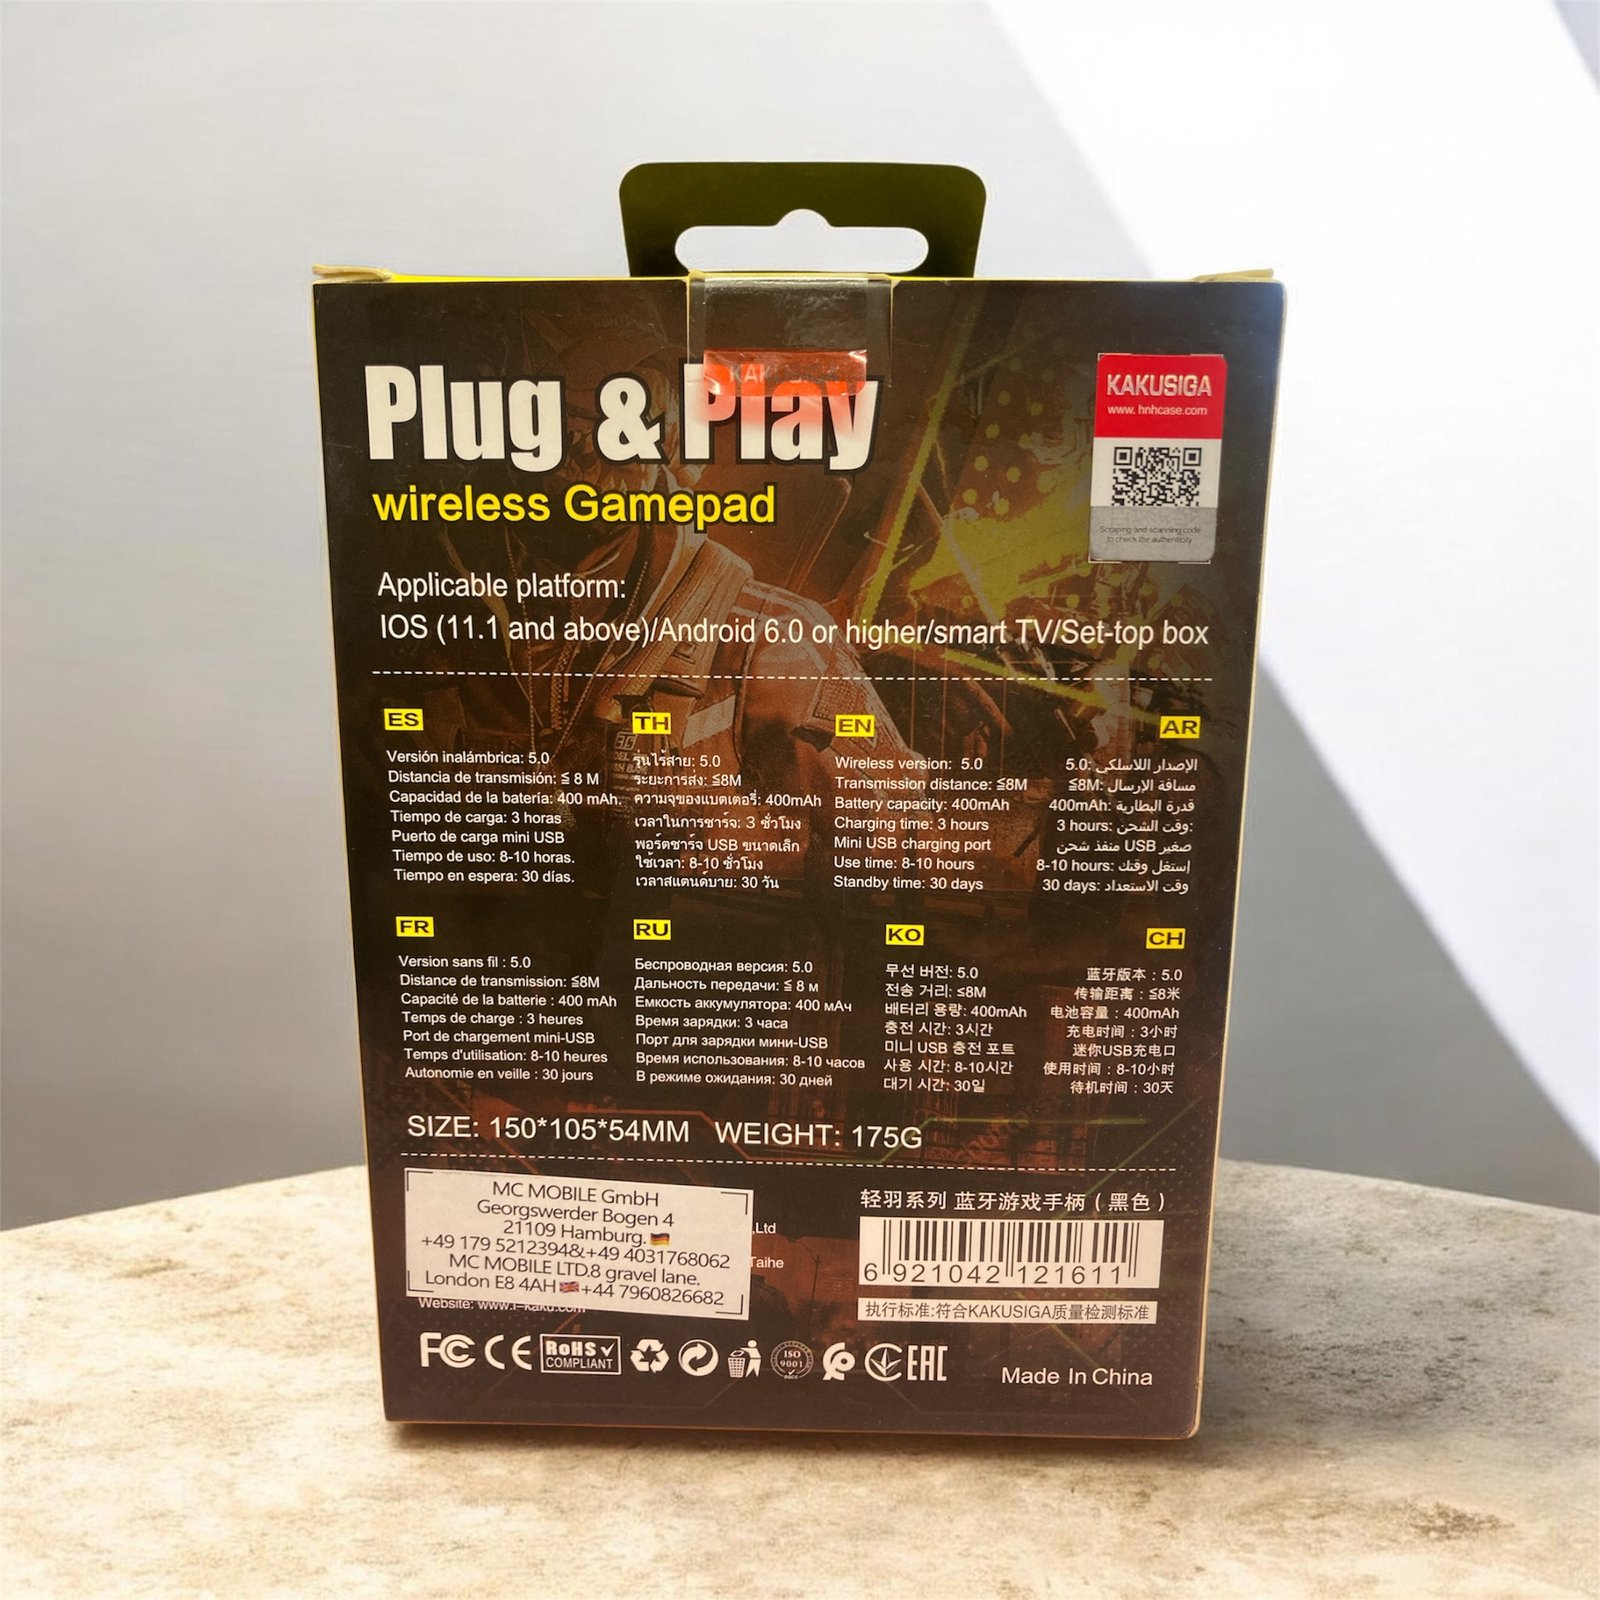 Plug & Play
wireless Gamepad
KAKUSIGA
www. hnhcase.com
Scraping and scanning code
to check the authenticity
Applicable platform:
IOS (11.1 and above)/Android 6.0 or higher/smart TV/Set-top box
ES
Versión inalámbrica: 5.0
Distancia de transmisión: ≦ 8 M
Capacidad de la batería: 400 mAh.
Tiempo de carga: 3 horas
Puerto de carga mini USB
Tiempo de uso: 8-10 horas.
Tiempo en espera: 30 días.
TH
รุ่นไร้สาย: 5.0
ระยะการส่ง: ≦8M
ความจุของแบตเตอรี่: 400mAh
เวลาในการชาร์จ: 3 ชั่วโมง
พอร์ตชาร์จ USB ขนาดเล็ก
ใช้เวลา: 8-10 ชั่วโมง
เวลาสแตนด์บาย: 30 วัน
EN
Wireless version: 5.0
Transmission distance: ≦8M
Battery capacity: 400mAh
Charging time: 3 hours
Mini USB charging port
Use time: 8-10 hours
Standby time: 30 days
AR
الإصدار اللاسلكى: 5.0
مسافة الإرسال: ≦8M
قدرة البطارية: 400mAh
:وقت الشحن: 3 hours
صغير USB منفذ شحن
إستغل وقتك: 8-10 hours
وقت الاستعداد: 30 days
FR
Version sans fil : 5.0
Distance de transmission: ≦8M
Capacité de la batterie : 400 mAh
Temps de charge : 3 heures
Port de chargement mini-USB
Temps d'utilisation: 8-10 heures
Autonomie en veille : 30 jours
RU
Беспроводная версия: 5.0
Дальность передачи: ≦ 8 м
Емкость аккумулятора: 400 мАч
Время зарядки: 3 часа
Порт для зарядки мини-USB
Время использования: 8-10 часов
В режиме ожидания: 30 дней
KO
무선 버전: 5.0
전송 거리: ≤8M
배터리 용량: 400mAh
충전 시간: 3시간
미니 USB 충전 포트
사용 시간: 8-10시간
대기 시간: 30일
CH
蓝牙版本：5.0
传输距离：≦8米
电池容量：400mAh
充电时间：3小时
迷你USB充电口
使用时间：8-10小时
待机时间：30天
SIZE: 150*105*54MM WEIGHT: 175G
MC MOBILE GmbH
Georgswerder Bogen 4
21109 Hamburg.
+49 179 5212394&+49 4031768062
MC MOBILE LTD.8 gravel lane.
London E8 4AH +44 7960826682
,Ltd
Taihe
Website: www.i-kaku.com
轻羽系列 蓝牙游戏手柄（黑色）
6 921042 121611
执行标准:符合KAKUSIGA质量检测标准
FC CE RoHS COMPLIANT ISO 9001 EAC
Made In China